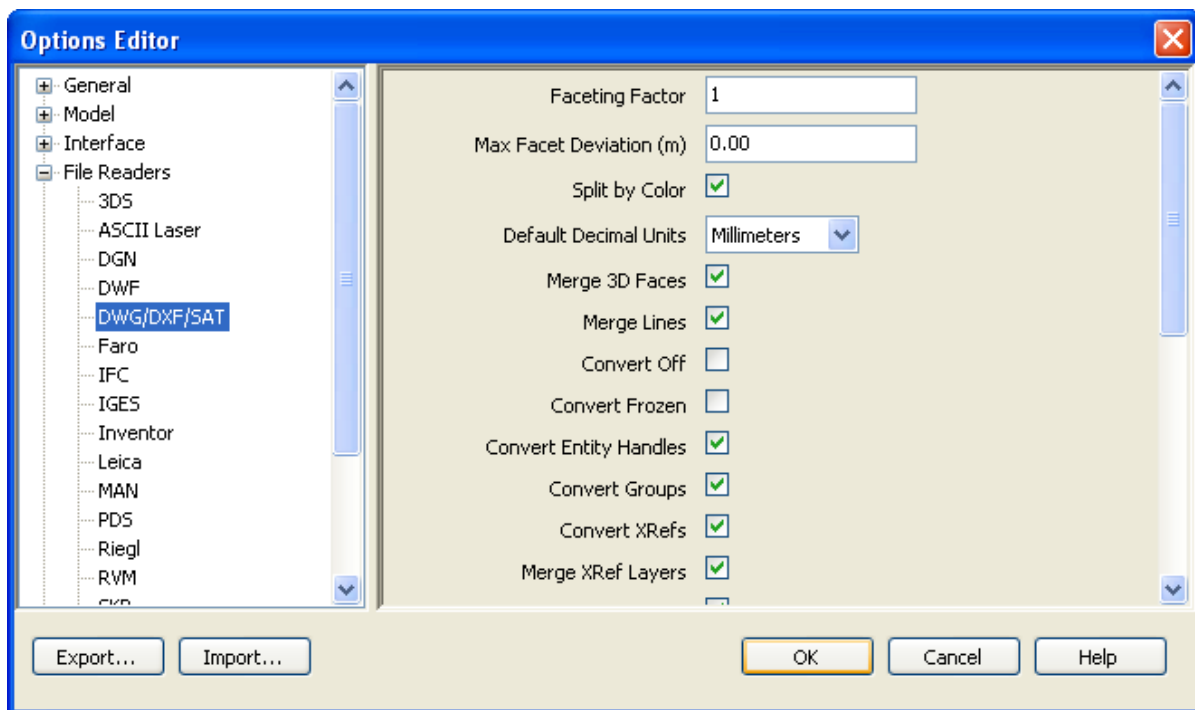 Options Editor
General
Model
Interface
File Readers
3DS
ASCII Laser
DGN
DWF
DWG/DXF/SAT
Faro
IFC
IGES
Inventor
Leica
MAN
PDS
Riegl
RVM
Faceting Factor 1
Max Facet Deviation (m) 0.00
Split by Color
Default Decimal Units Millimeters
Merge 3D Faces
Merge Lines
Convert Off
Convert Frozen
Convert Entity Handles
Convert Groups
Convert XRefs
Merge XRef Layers
Export... Import... OK Cancel Help